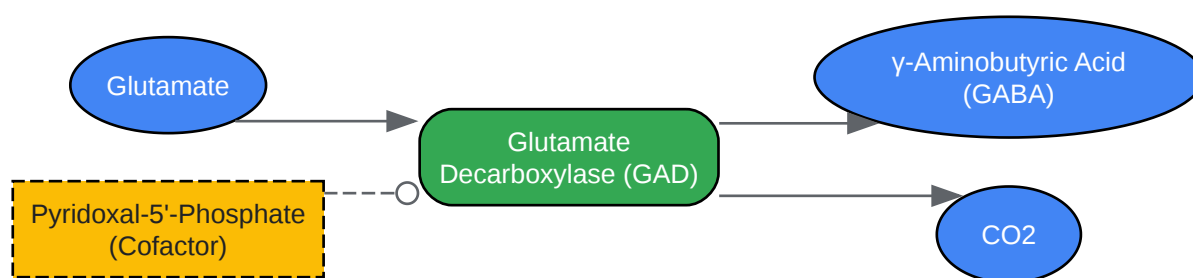 Glutamate
Pyridoxal-5'-Phosphate
(Cofactor)
Glutamate
Decarboxylase (GAD)
γ-Aminobutyric Acid
(GABA)
CO2